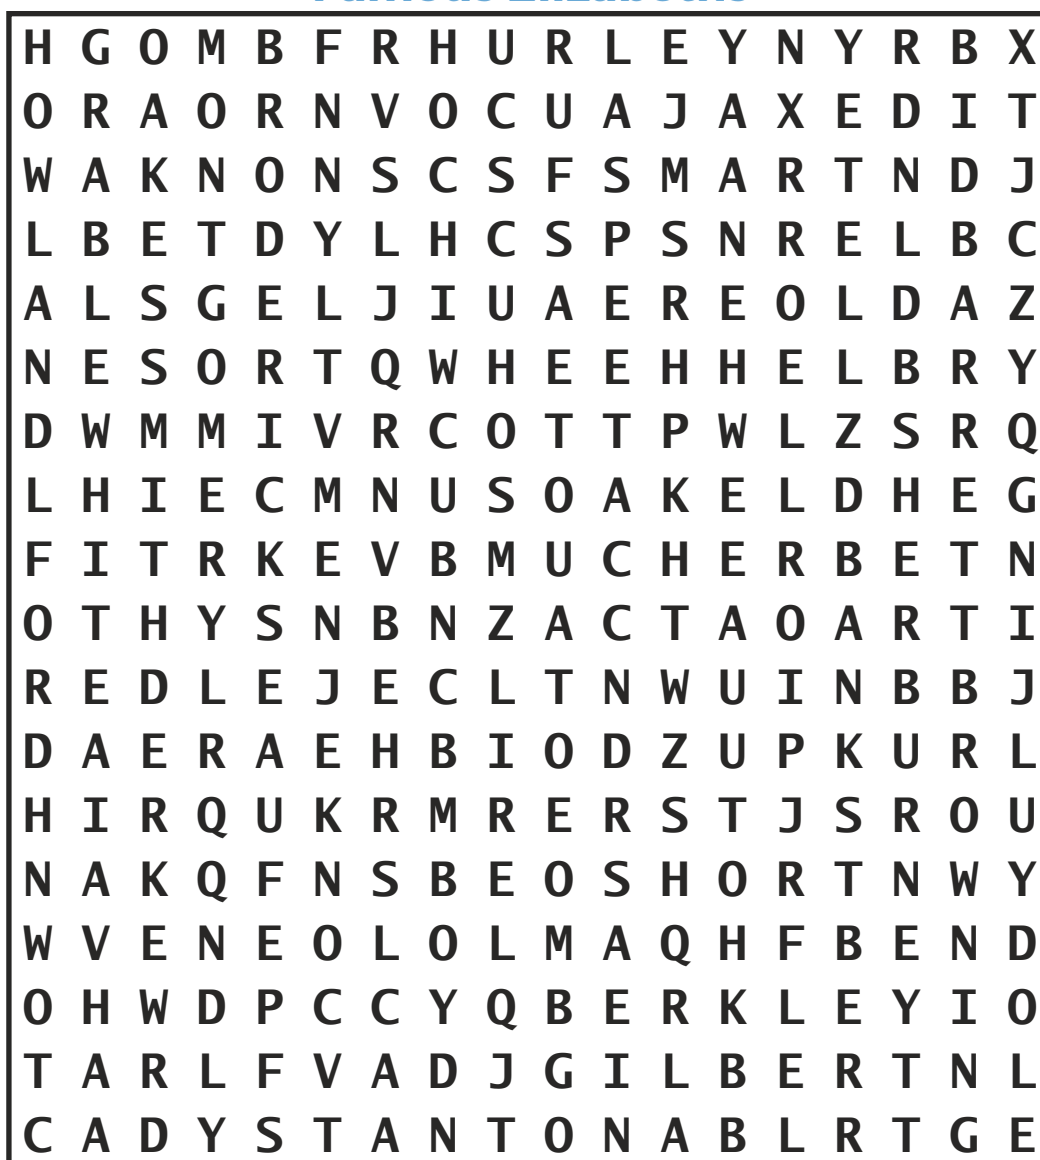 H G O M B F R H U R L E Y N Y R B X
O R A O R N V O C U A J A X E D I T
W A K N O N S C S F S M A R T N D J
L B E T D Y L H C S P S N R E L B C
A L S G E L J I U A E R E O L D A Z
N E S O R T Q W H E E H H E L B R Y
D W M M I V R C O T T P W L Z S R Q
L H I E C M N U S O A K E L D H E G
F I T R K E V B M U C H E R B E T N
O T H Y S N B N Z A C T A O A R T I
R E D L E J E C L T N W U I N B B J
D A E R A E H B I O D Z U P K U R L
H I R Q U K R M R E R S T J S R O U
N A K Q F N S B E O S H O R T N W Y
W V E N E O L O L M A Q H F B E N D
O H W D P C C Y Q B E R K L E Y I O
T A R L F V A D J G I L B E R T N L
C A D Y S T A N T O N A B L R T G E